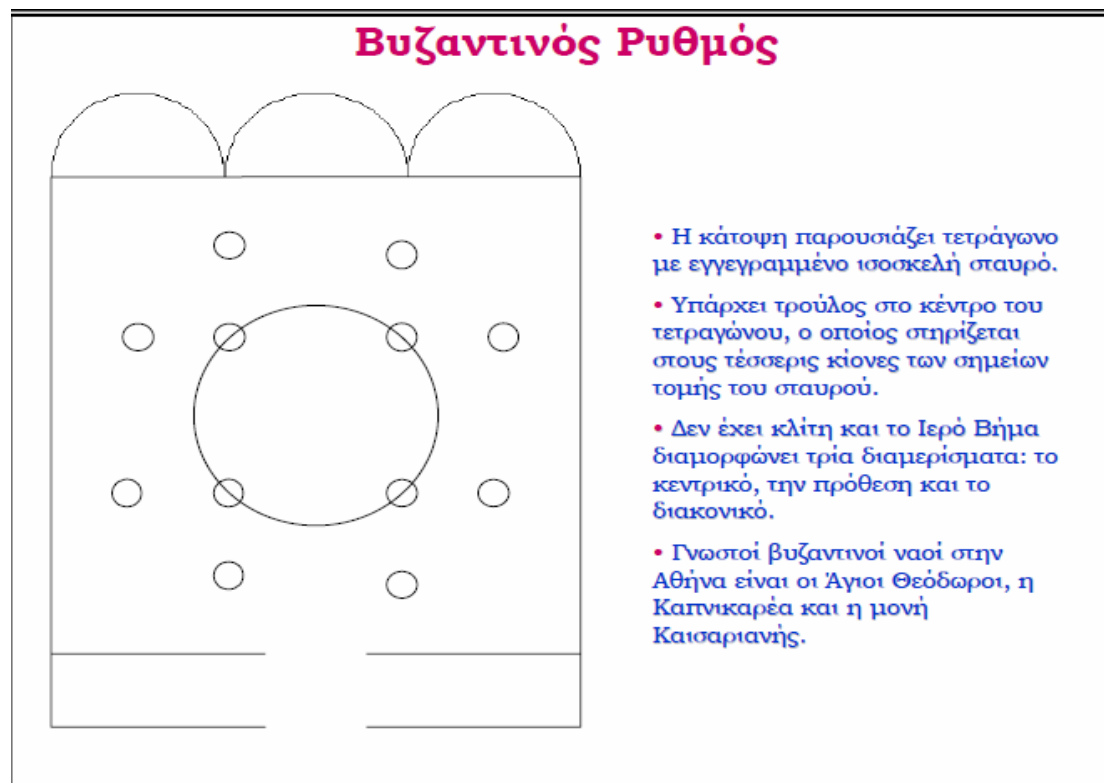 Βυζαντινός Ρυθμός
• Η κάτοψη παρουσιάζει τετράγωνο
με εγγεγραμμένο ισοσκελή σταυρό.
• Υπάρχει τρούλος στο κέντρο του
τετραγώνου, ο οποίος στηρίζεται
στους τέσσερις κίονες των σημείων
τομής του σταυρού.
• Δεν έχει κλίτη και το Ιερό Βήμα
διαμορφώνει τρία διαμερίσματα: το
κεντρικό, την πρόθεση και το
διακονικό.
• Γνωστοί βυζαντινοί ναοί στην
Αθήνα είναι οι Άγιοι Θεόδωροι, η
Καπνικαρέα και η μονή
Καισαριανής.